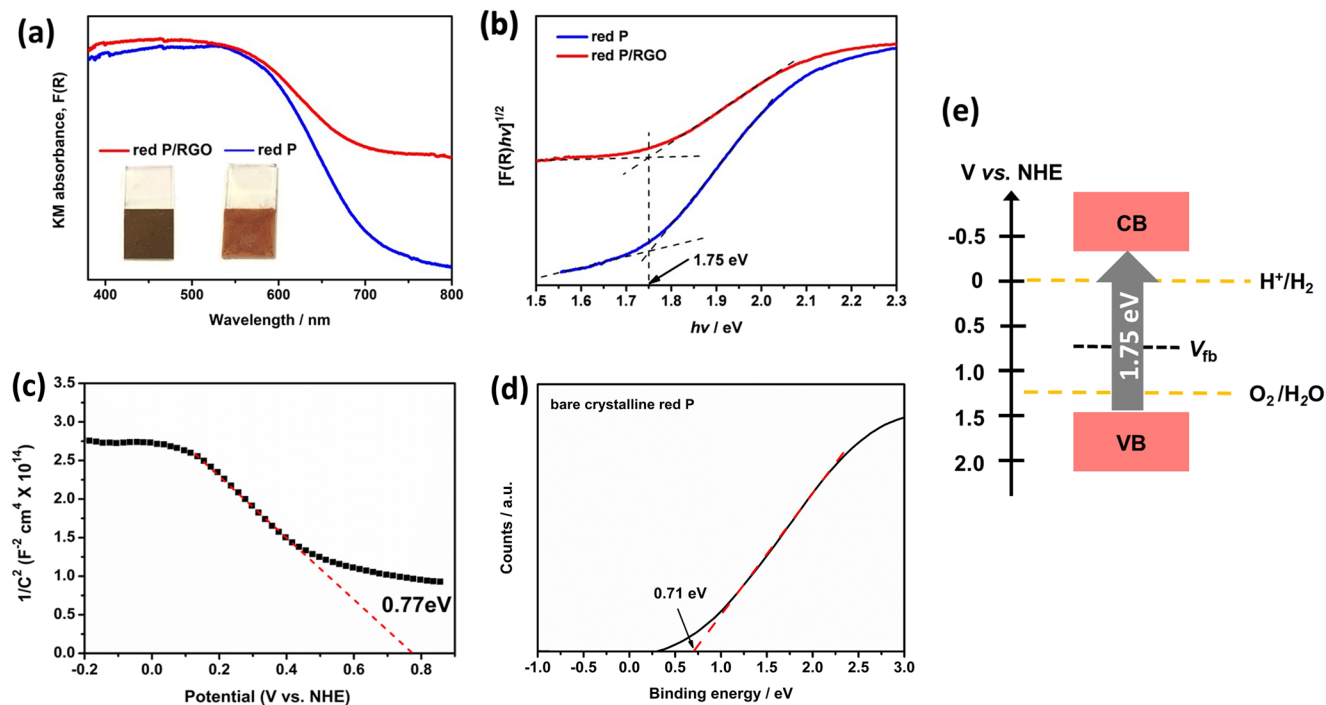 (a)
KM absorbance, F(R)
red P/RGO
red P
400
500
600
700
800
Wavelength / nm
(b)
red P
red P/RGO
[F(R)hν]^1/2
1.75 eV
1.5
1.6
1.7
1.8
1.9
2.0
2.1
2.2
2.3
hν / eV
(c)
3.5
3.0
2.5
2.0
1.5
1.0
0.5
0.0
1/C² (F⁻² cm⁴ X 10¹⁴)
0.77eV
-0.2
0.0
0.2
0.4
0.6
0.8
Potential (V vs. NHE)
(d)
bare crystalline red P
Counts / a.u.
0.71 eV
-1.0
-0.5
0.0
0.5
1.0
1.5
2.0
2.5
3.0
Binding energy / eV
(e)
V vs. NHE
-0.5
0
0.5
1.0
1.5
2.0
CB
1.75 eV
VB
H⁺/H₂
V_fb
O₂/H₂O